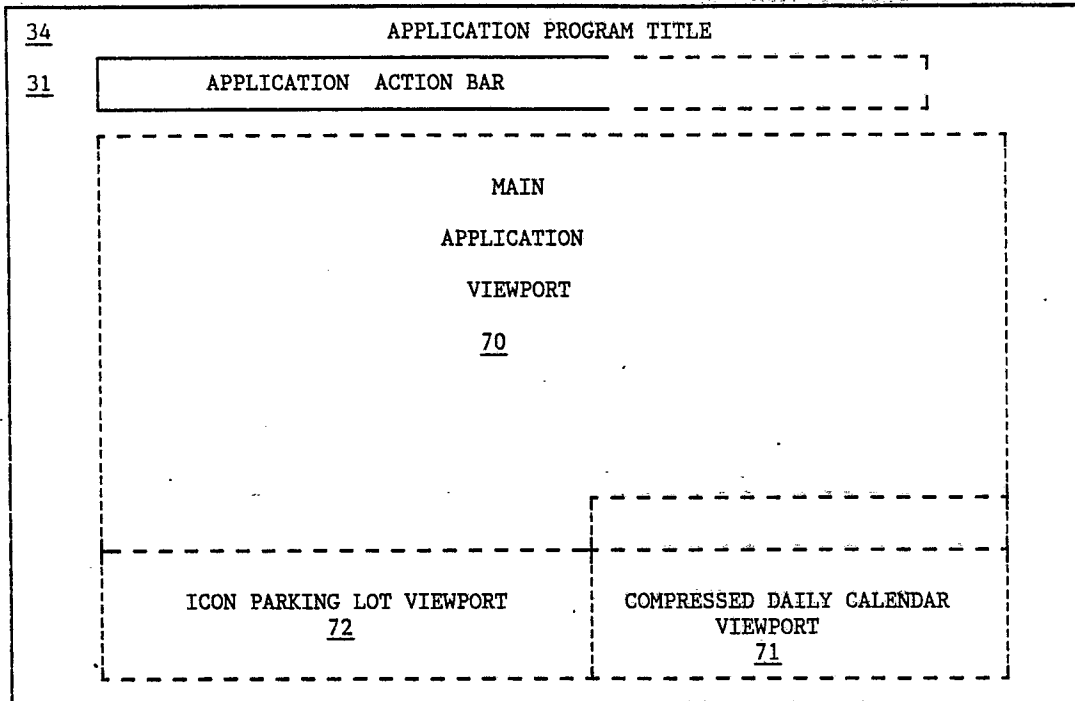 34 APPLICATION PROGRAM TITLE
31 APPLICATION ACTION BAR
MAIN
APPLICATION
VIEWPORT
70
ICON PARKING LOT VIEWPORT
72
COMPRESSED DAILY CALENDAR
VIEWPORT
71